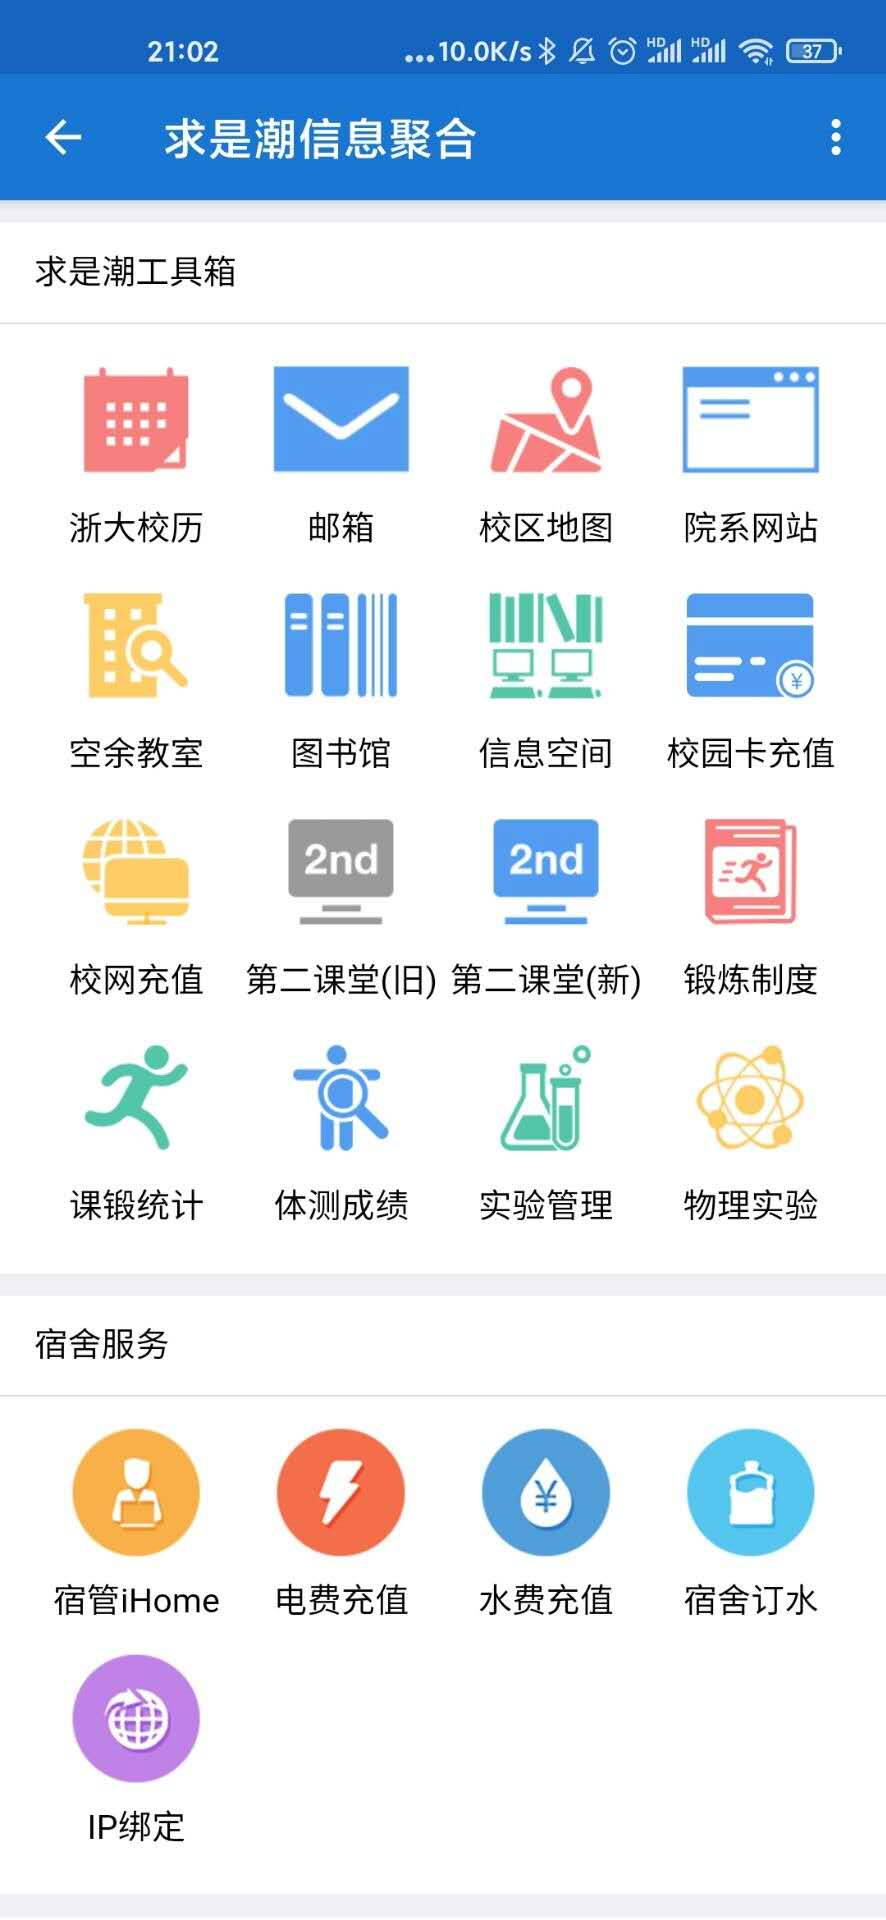 21:02 ...10.0K/s HD HD 37
求是潮信息聚合
求是潮工具箱
浙大校历 邮箱 校区地图 院系网站
¥
空余教室 图书馆 信息空间 校园卡充值
2nd 2nd
校网充值 第二课堂(旧) 第二课堂(新) 锻炼制度
课锻统计 体测成绩 实验管理 物理实验
宿舍服务
¥
宿管iHome 电费充值 水费充值 宿舍订水
IP绑定